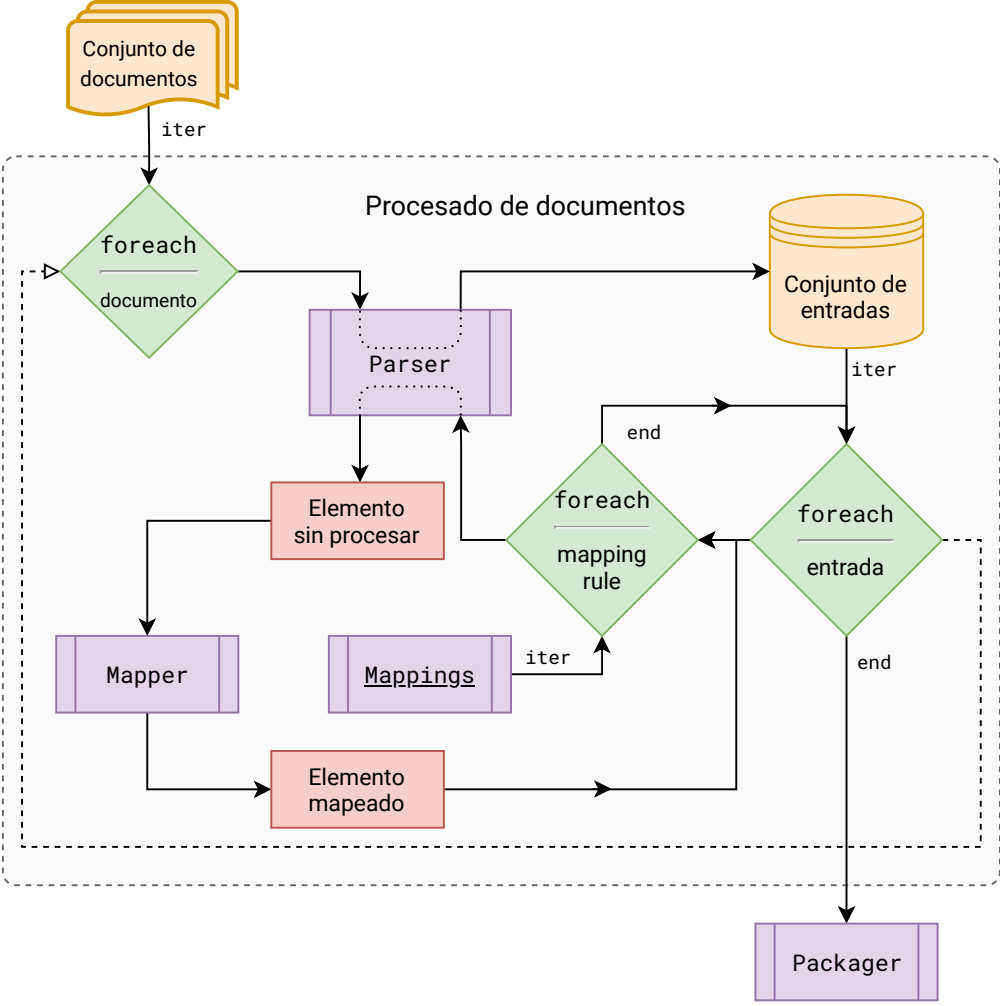 Conjunto de
documentos
iter
Procesado de documentos
foreach
documento
Conjunto de
entradas
Parser
iter
end
Elemento
sin procesar
foreach
mapping
rule
foreach
entrada
Mapper
Mappings
iter
end
Elemento
mapeado
Packager